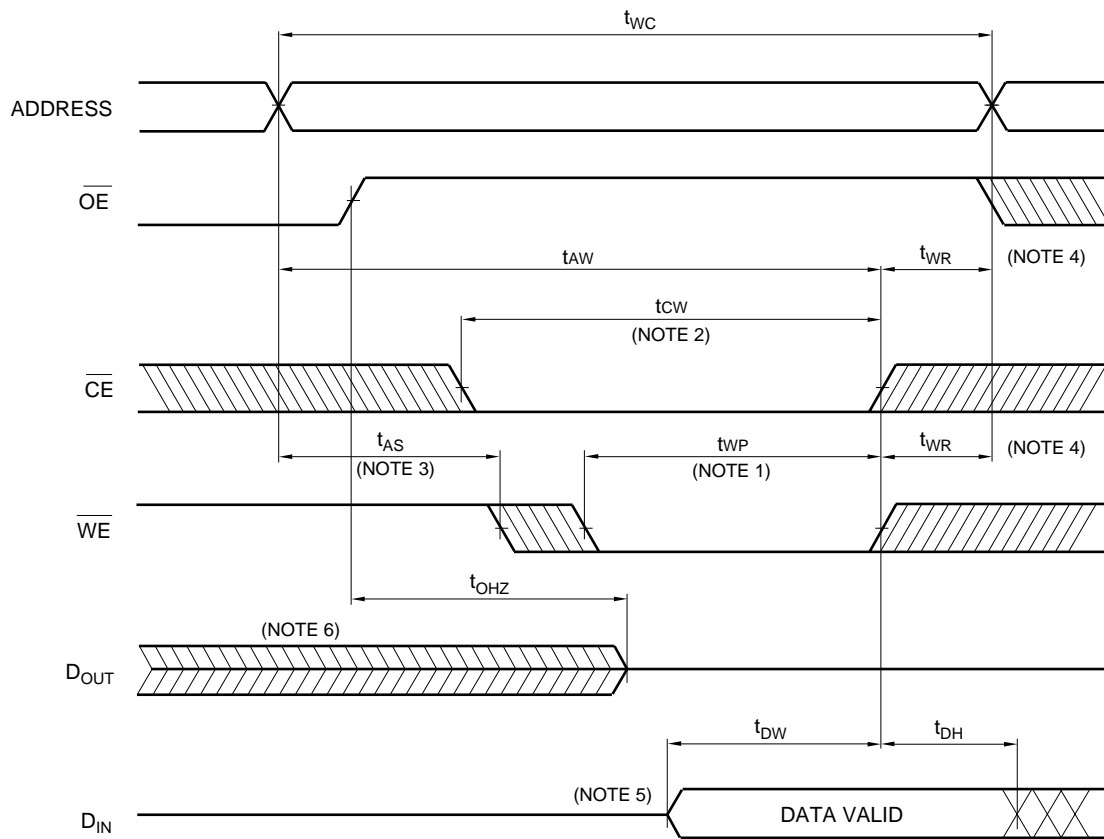 tWC
ADDRESS
OE
tAW
tWR
(NOTE 4)
tCW
(NOTE 2)
CE
tAS
(NOTE 3)
tWP
(NOTE 1)
tWR
(NOTE 4)
WE
tOHZ
(NOTE 6)
DOUT
tDW
tDH
(NOTE 5)
DATA VALID
DIN